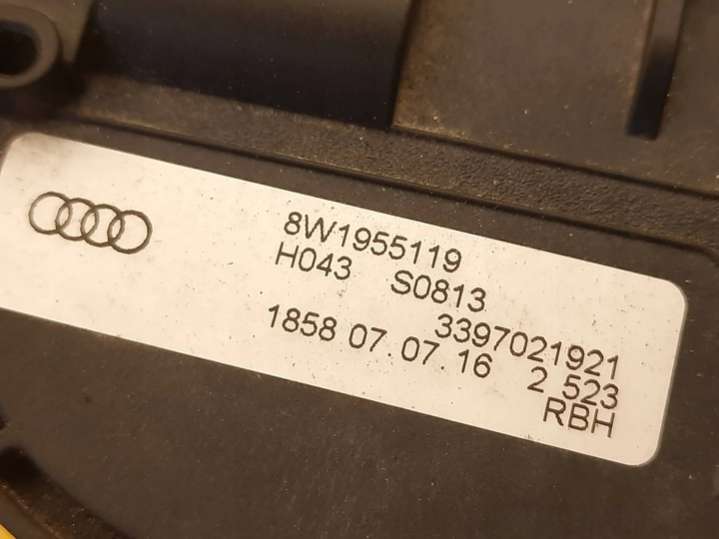 8W1955119
H043 S0813
3397021921
1858 07.07.16 2 523
RBH